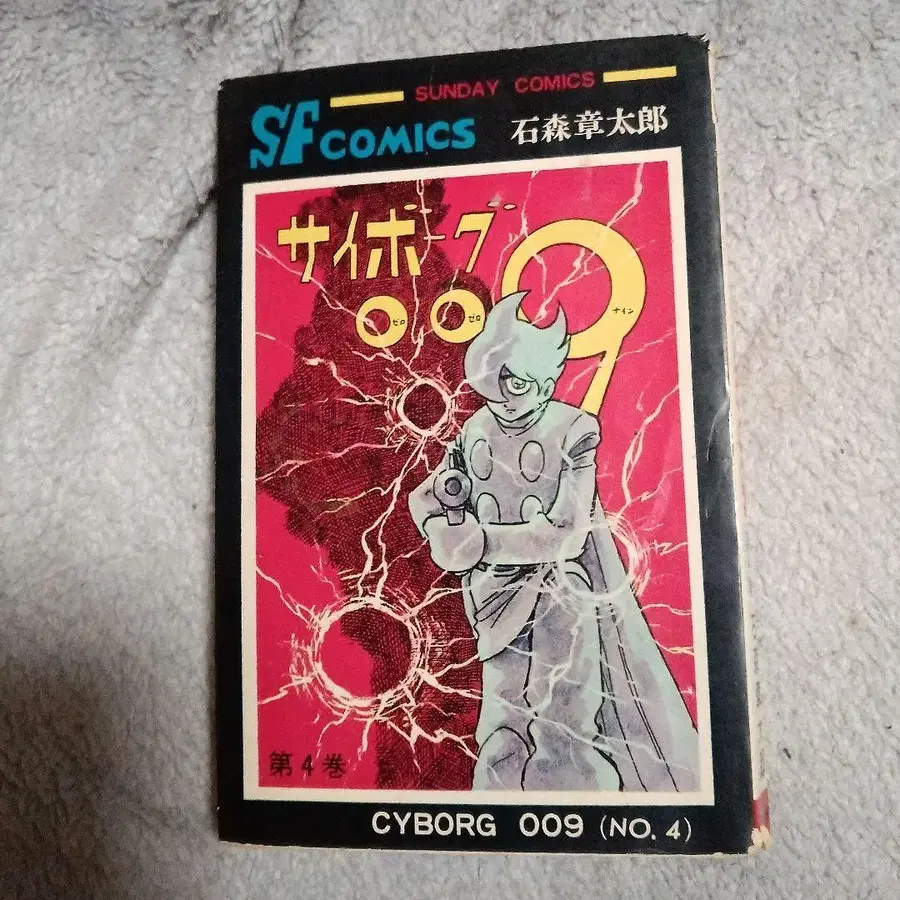 SUNDAY COMICS
SF COMICS 石森章太郎
サイボーグ
009
ゼロ ゼロ ナイン
第4巻
CYBORG 009 (NO. 4)